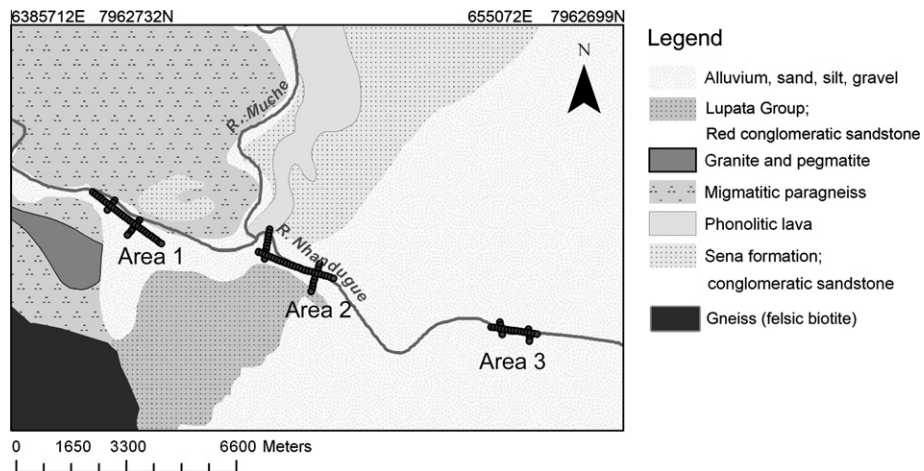 6385712E 7962732N
655072E 7962699N
R. Muche
N
Area 1
R. Nhandugue
Area 2
Area 3
0 1650 3300 6600 Meters
Legend
Alluvium, sand, silt, gravel
Lupata Group;
Red conglomeratic sandstone
Granite and pegmatite
Migmatitic paragneiss
Phonolitic lava
Sena formation;
conglomeratic sandstone
Gneiss (felsic biotite)